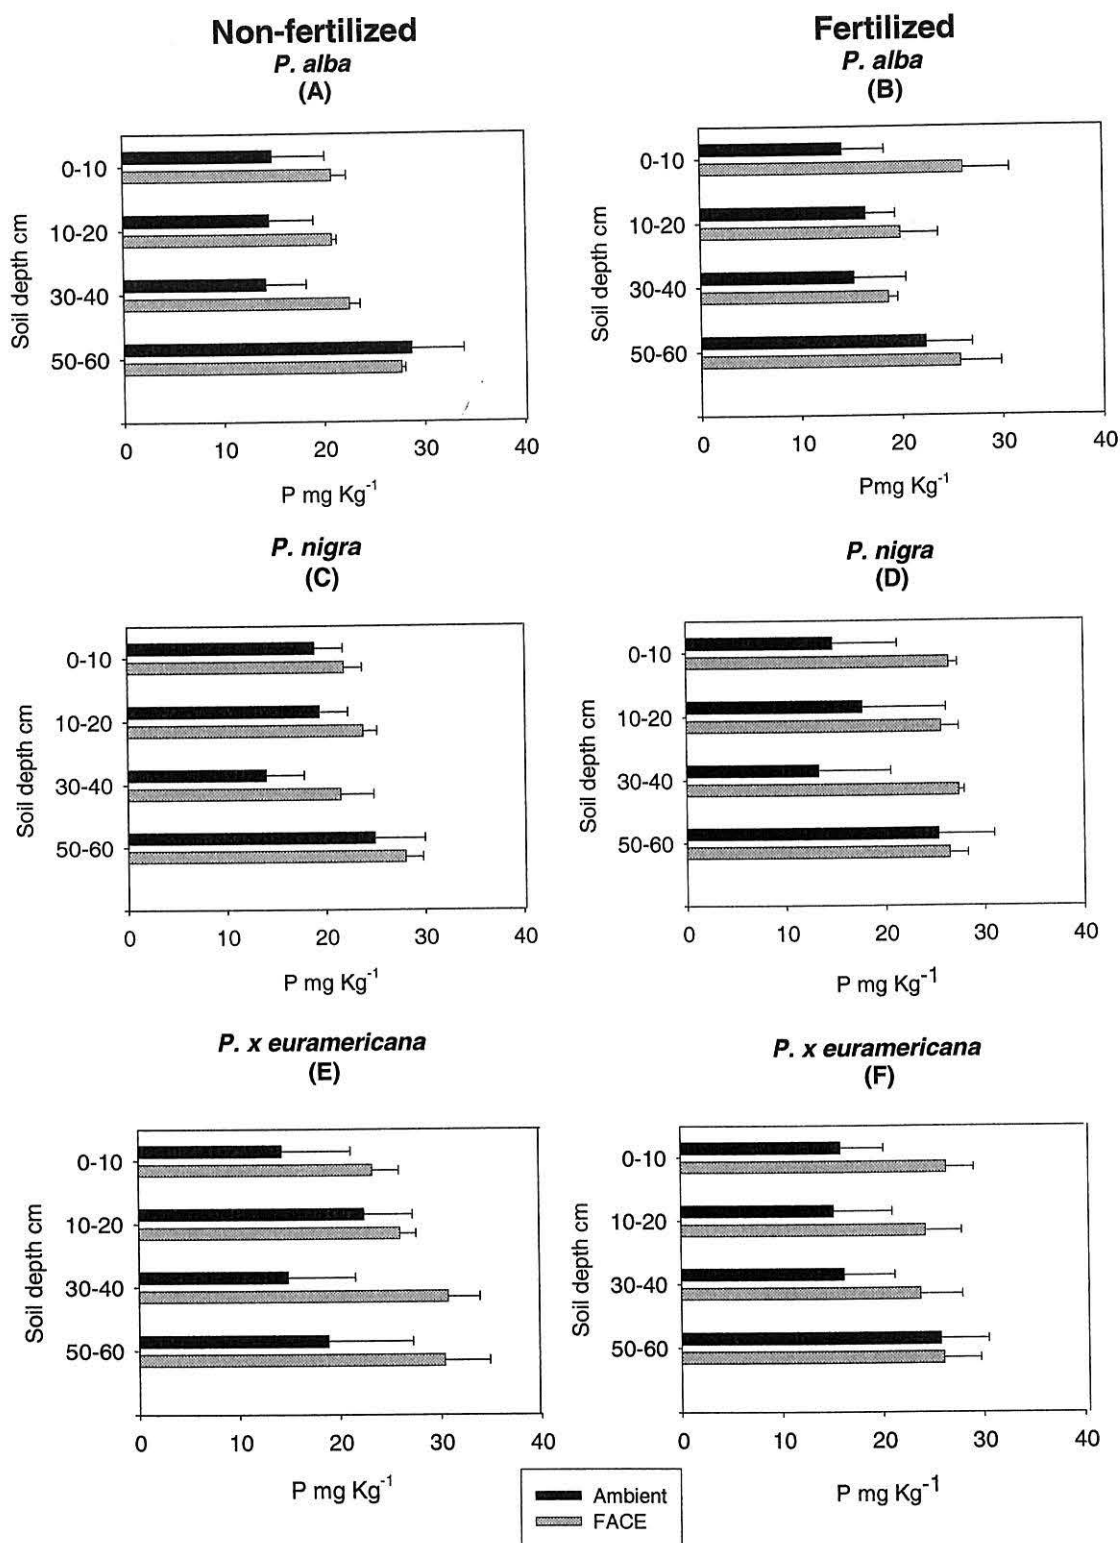 Non-fertilized
P. alba
(A)
Soil depth cm
0-10
10-20
30-40
50-60
0 10 20 30 40
P mg Kg⁻¹
Fertilized
P. alba
(B)
Soil depth cm
0-10
10-20
30-40
50-60
0 10 20 30 40
Pmg Kg⁻¹
P. nigra
(C)
Soil depth cm
0-10
10-20
30-40
50-60
0 10 20 30 40
P mg Kg⁻¹
P. nigra
(D)
Soil depth cm
0-10
10-20
30-40
50-60
0 10 20 30 40
P mg Kg⁻¹
P. x euramericana
(E)
Soil depth cm
0-10
10-20
30-40
50-60
0 10 20 30 40
P mg Kg⁻¹
P. x euramericana
(F)
Soil depth cm
0-10
10-20
30-40
50-60
0 10 20 30 40
P mg Kg⁻¹
Ambient
FACE